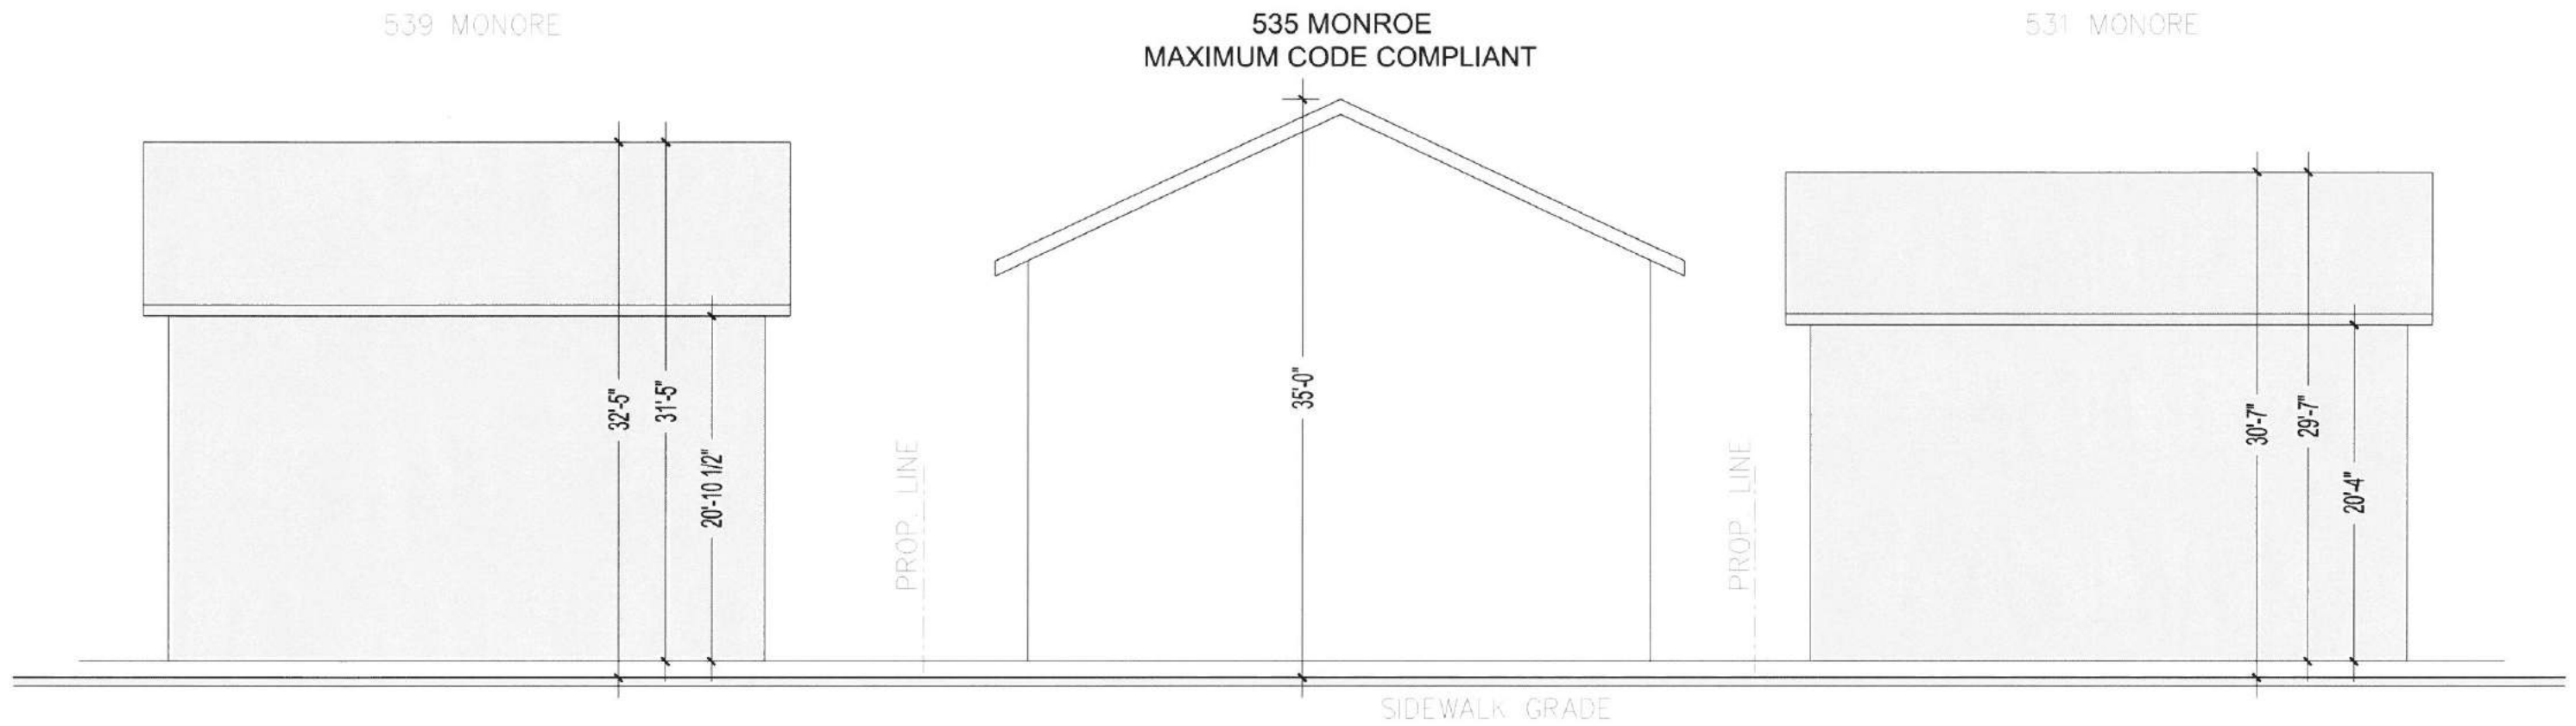 539 MONORE
535 MONROE
MAXIMUM CODE COMPLIANT
531 MONORE
32'-5"
31'-5"
20'-10 1/2"
PROP. LINE
35'-0"
PROP. LINE
30'-7"
29'-7"
20'-4"
SIDEWALK GRADE